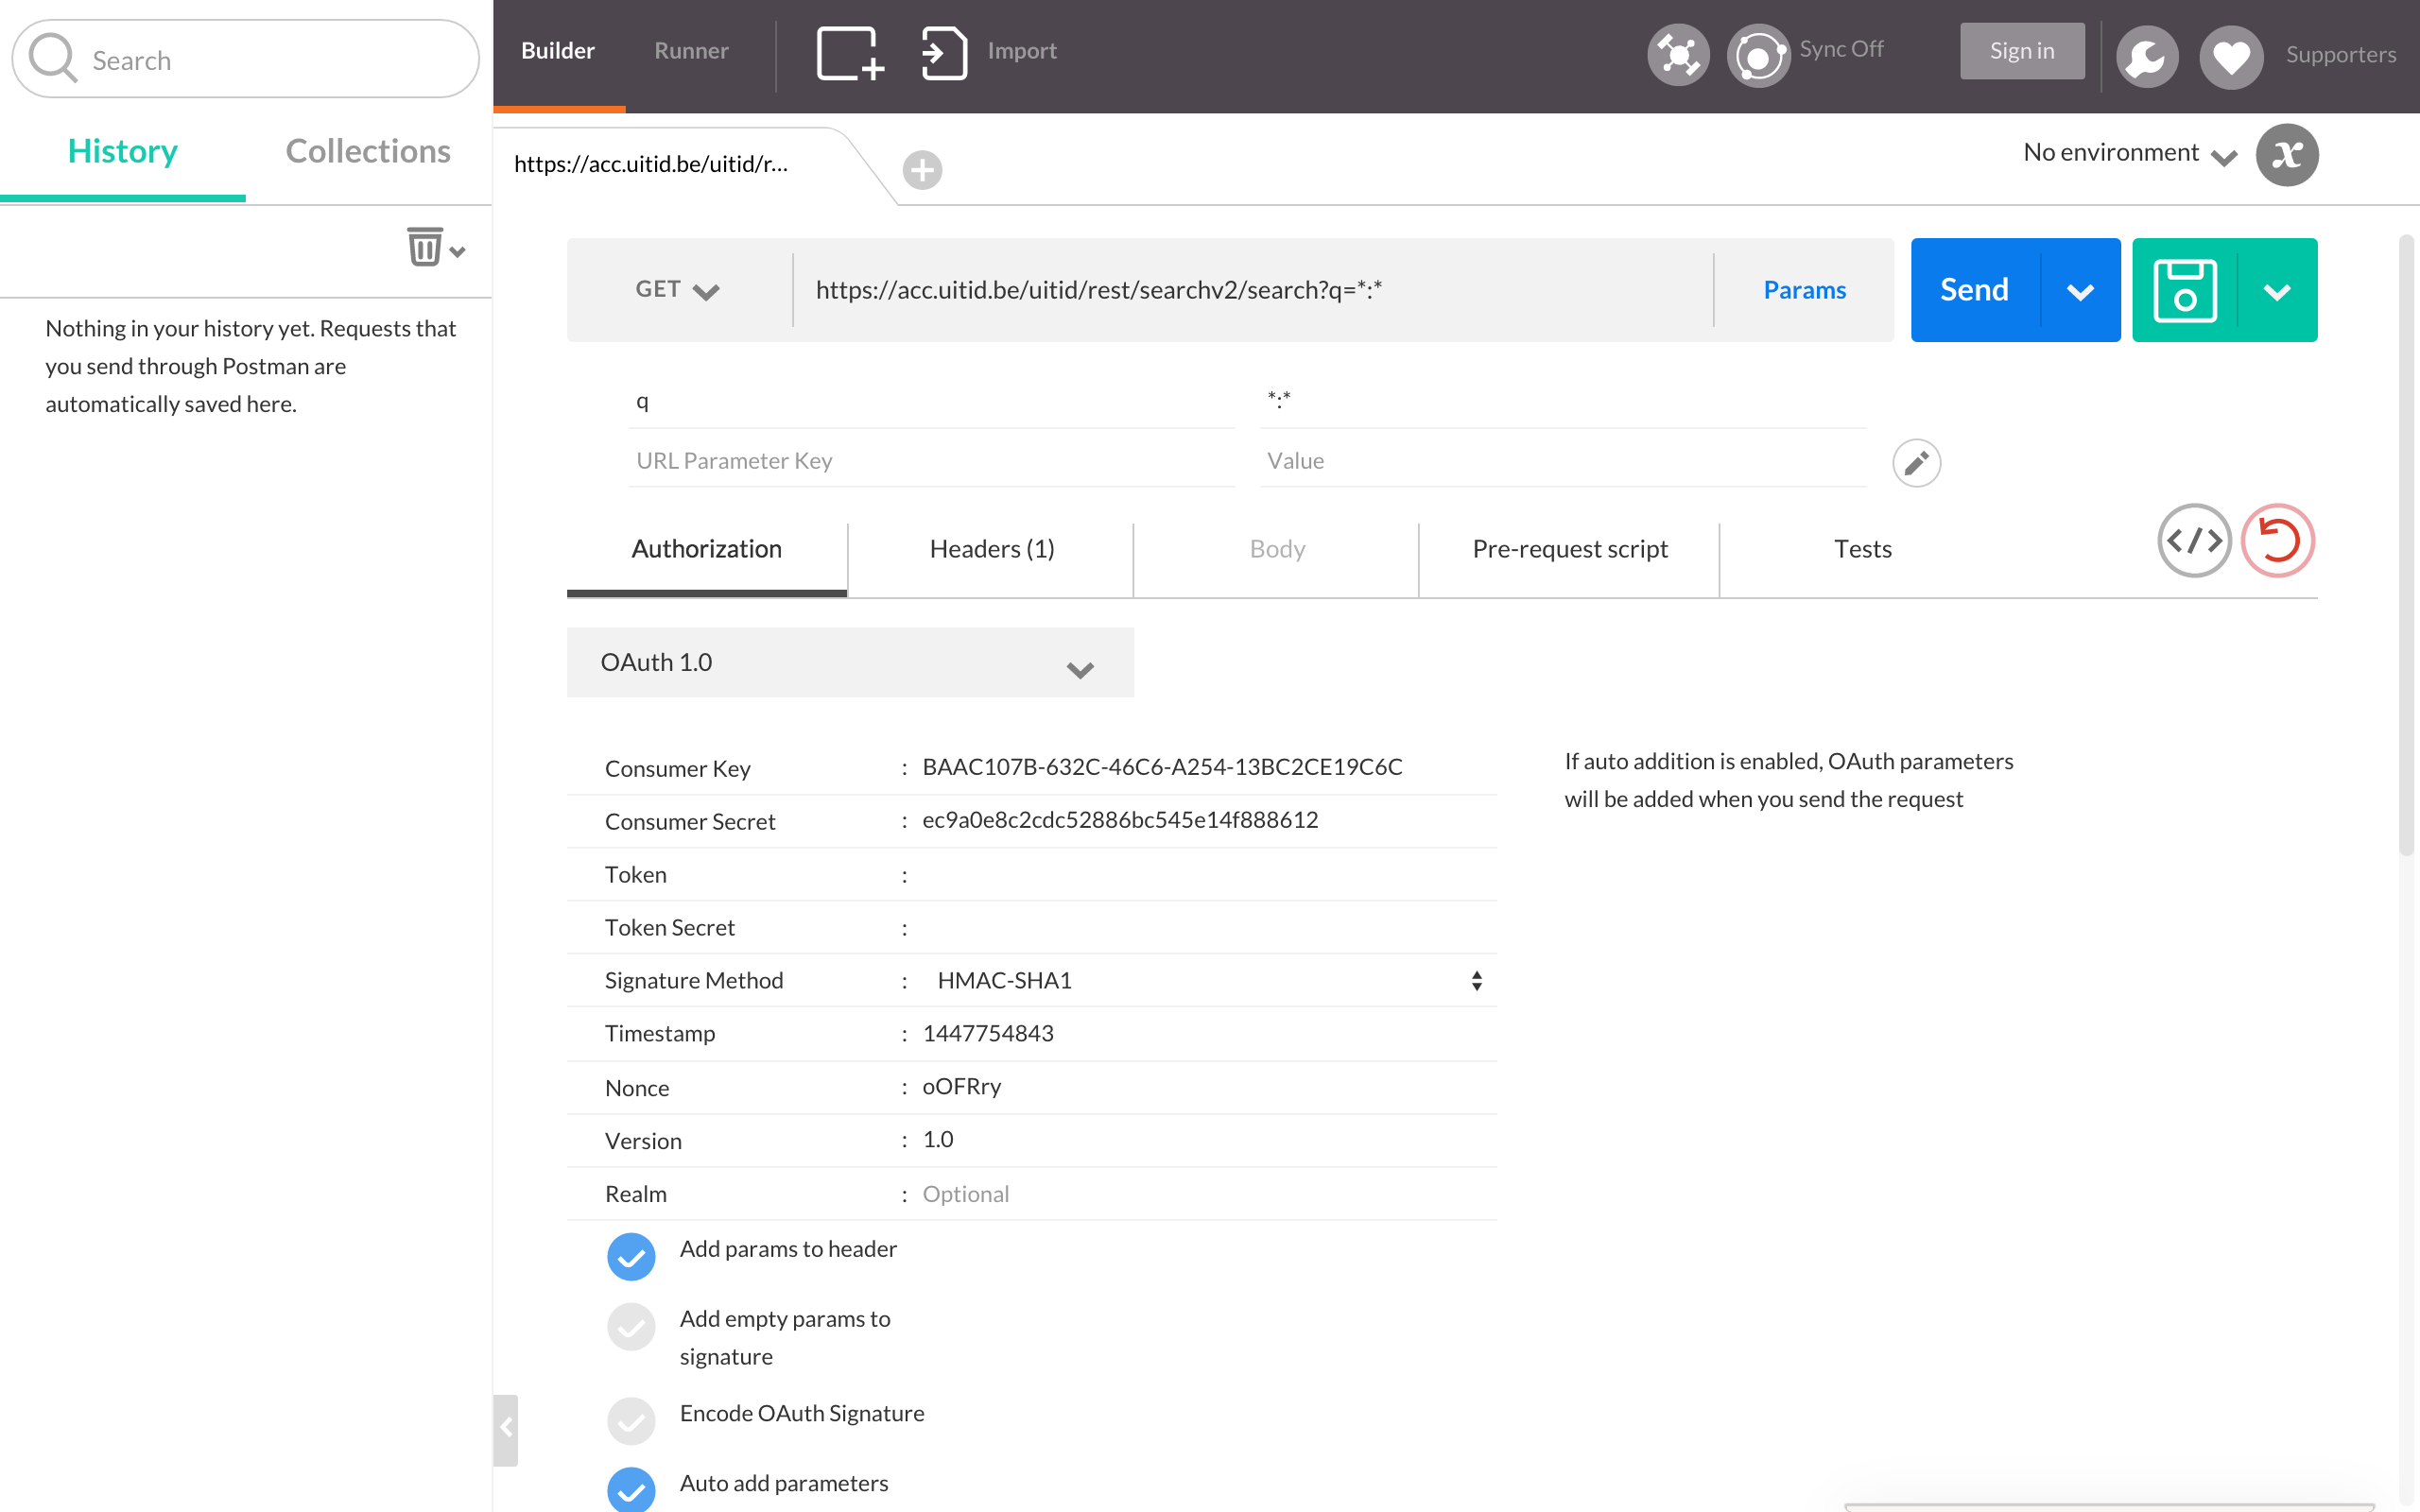 Search
History
Collections
Nothing in your history yet. Requests that
you send through Postman are
automatically saved here.
Builder
Runner
Import
Sync Off
Sign in
Supporters
https://acc.uitid.be/uitid/r...
No environment
x
GET
https://acc.uitid.be/uitid/rest/searchv2/search?q=*:*
Params
Send
q
*:*
URL Parameter Key
Value
Authorization
Headers (1)
Body
Pre-request script
Tests
</>
OAuth 1.0
Consumer Key : BAAC107B-632C-46C6-A254-13BC2CE19C6C
Consumer Secret : ec9a0e8c2cdc52886bc545e14f888612
Token :
Token Secret :
Signature Method : HMAC-SHA1
Timestamp : 1447754843
Nonce : oOFRry
Version : 1.0
Realm : Optional
If auto addition is enabled, OAuth parameters
will be added when you send the request
Add params to header
Add empty params to
signature
Encode OAuth Signature
Auto add parameters